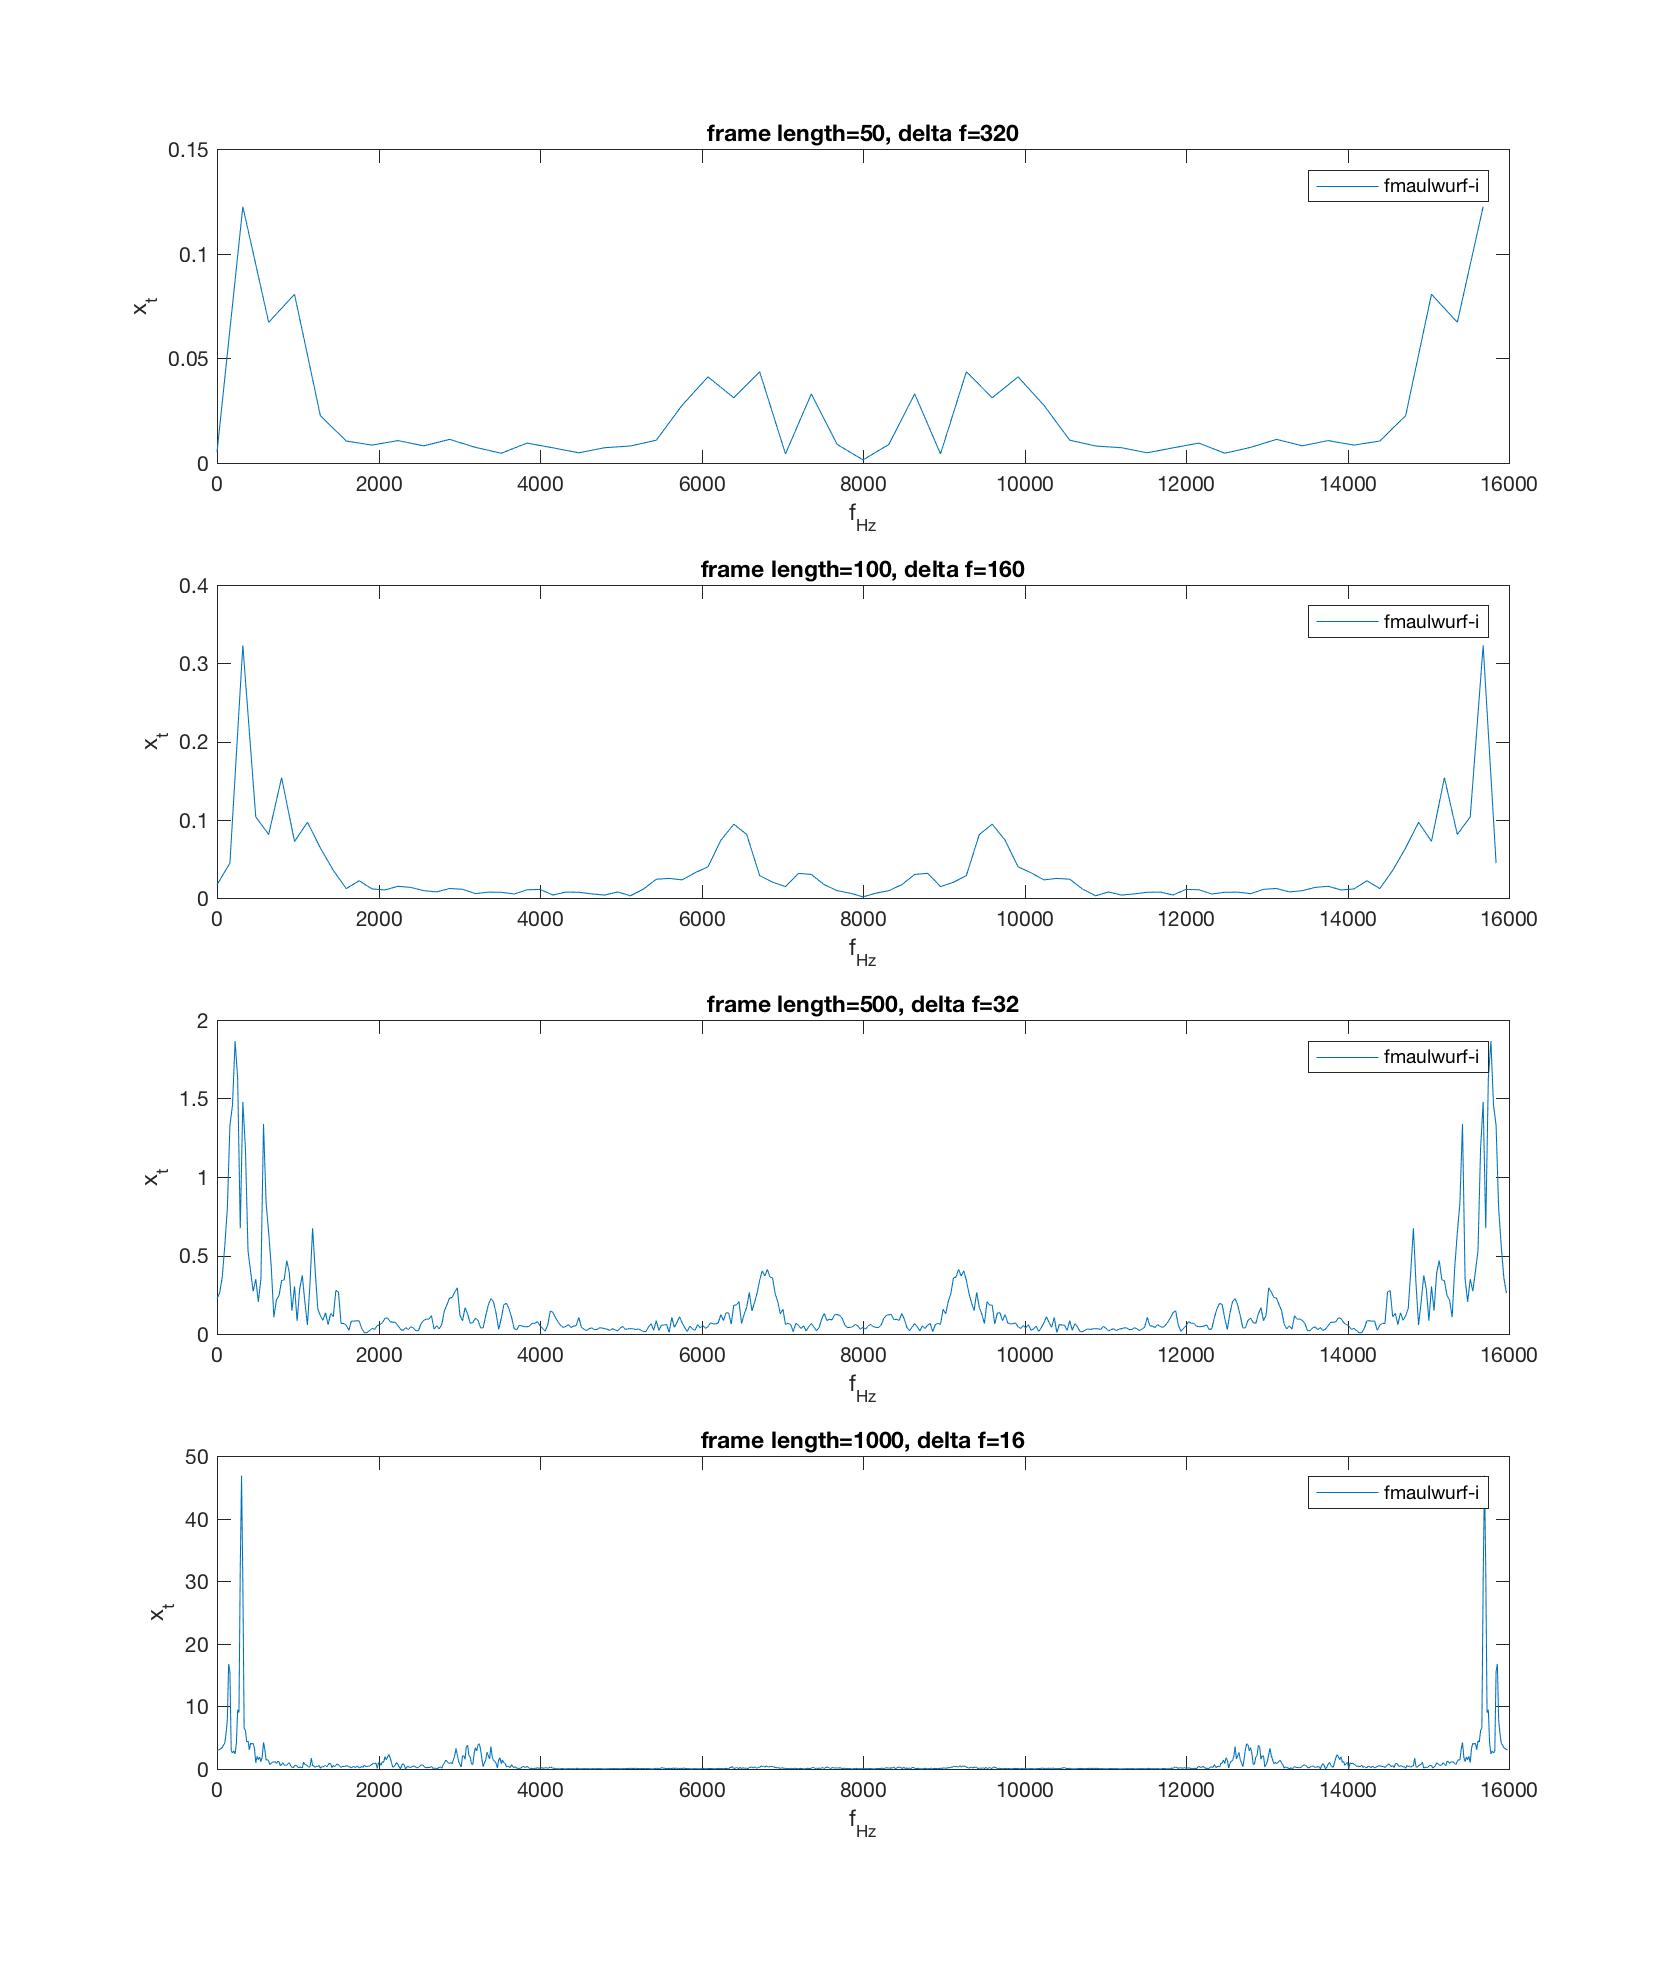 frame length=50, delta f=320
0.15
0.1
0.05
0
x_t
fmaulwurf-i
0 2000 4000 6000 8000 10000 12000 14000 16000
f_Hz
frame length=100, delta f=160
0.4
0.3
0.2
0.1
0
x_t
fmaulwurf-i
0 2000 4000 6000 8000 10000 12000 14000 16000
f_Hz
frame length=500, delta f=32
2
1.5
1
0.5
0
x_t
fmaulwurf-i
0 2000 4000 6000 8000 10000 12000 14000 16000
f_Hz
frame length=1000, delta f=16
50
40
30
20
10
0
x_t
fmaulwurf-i
0 2000 4000 6000 8000 10000 12000 14000 16000
f_Hz